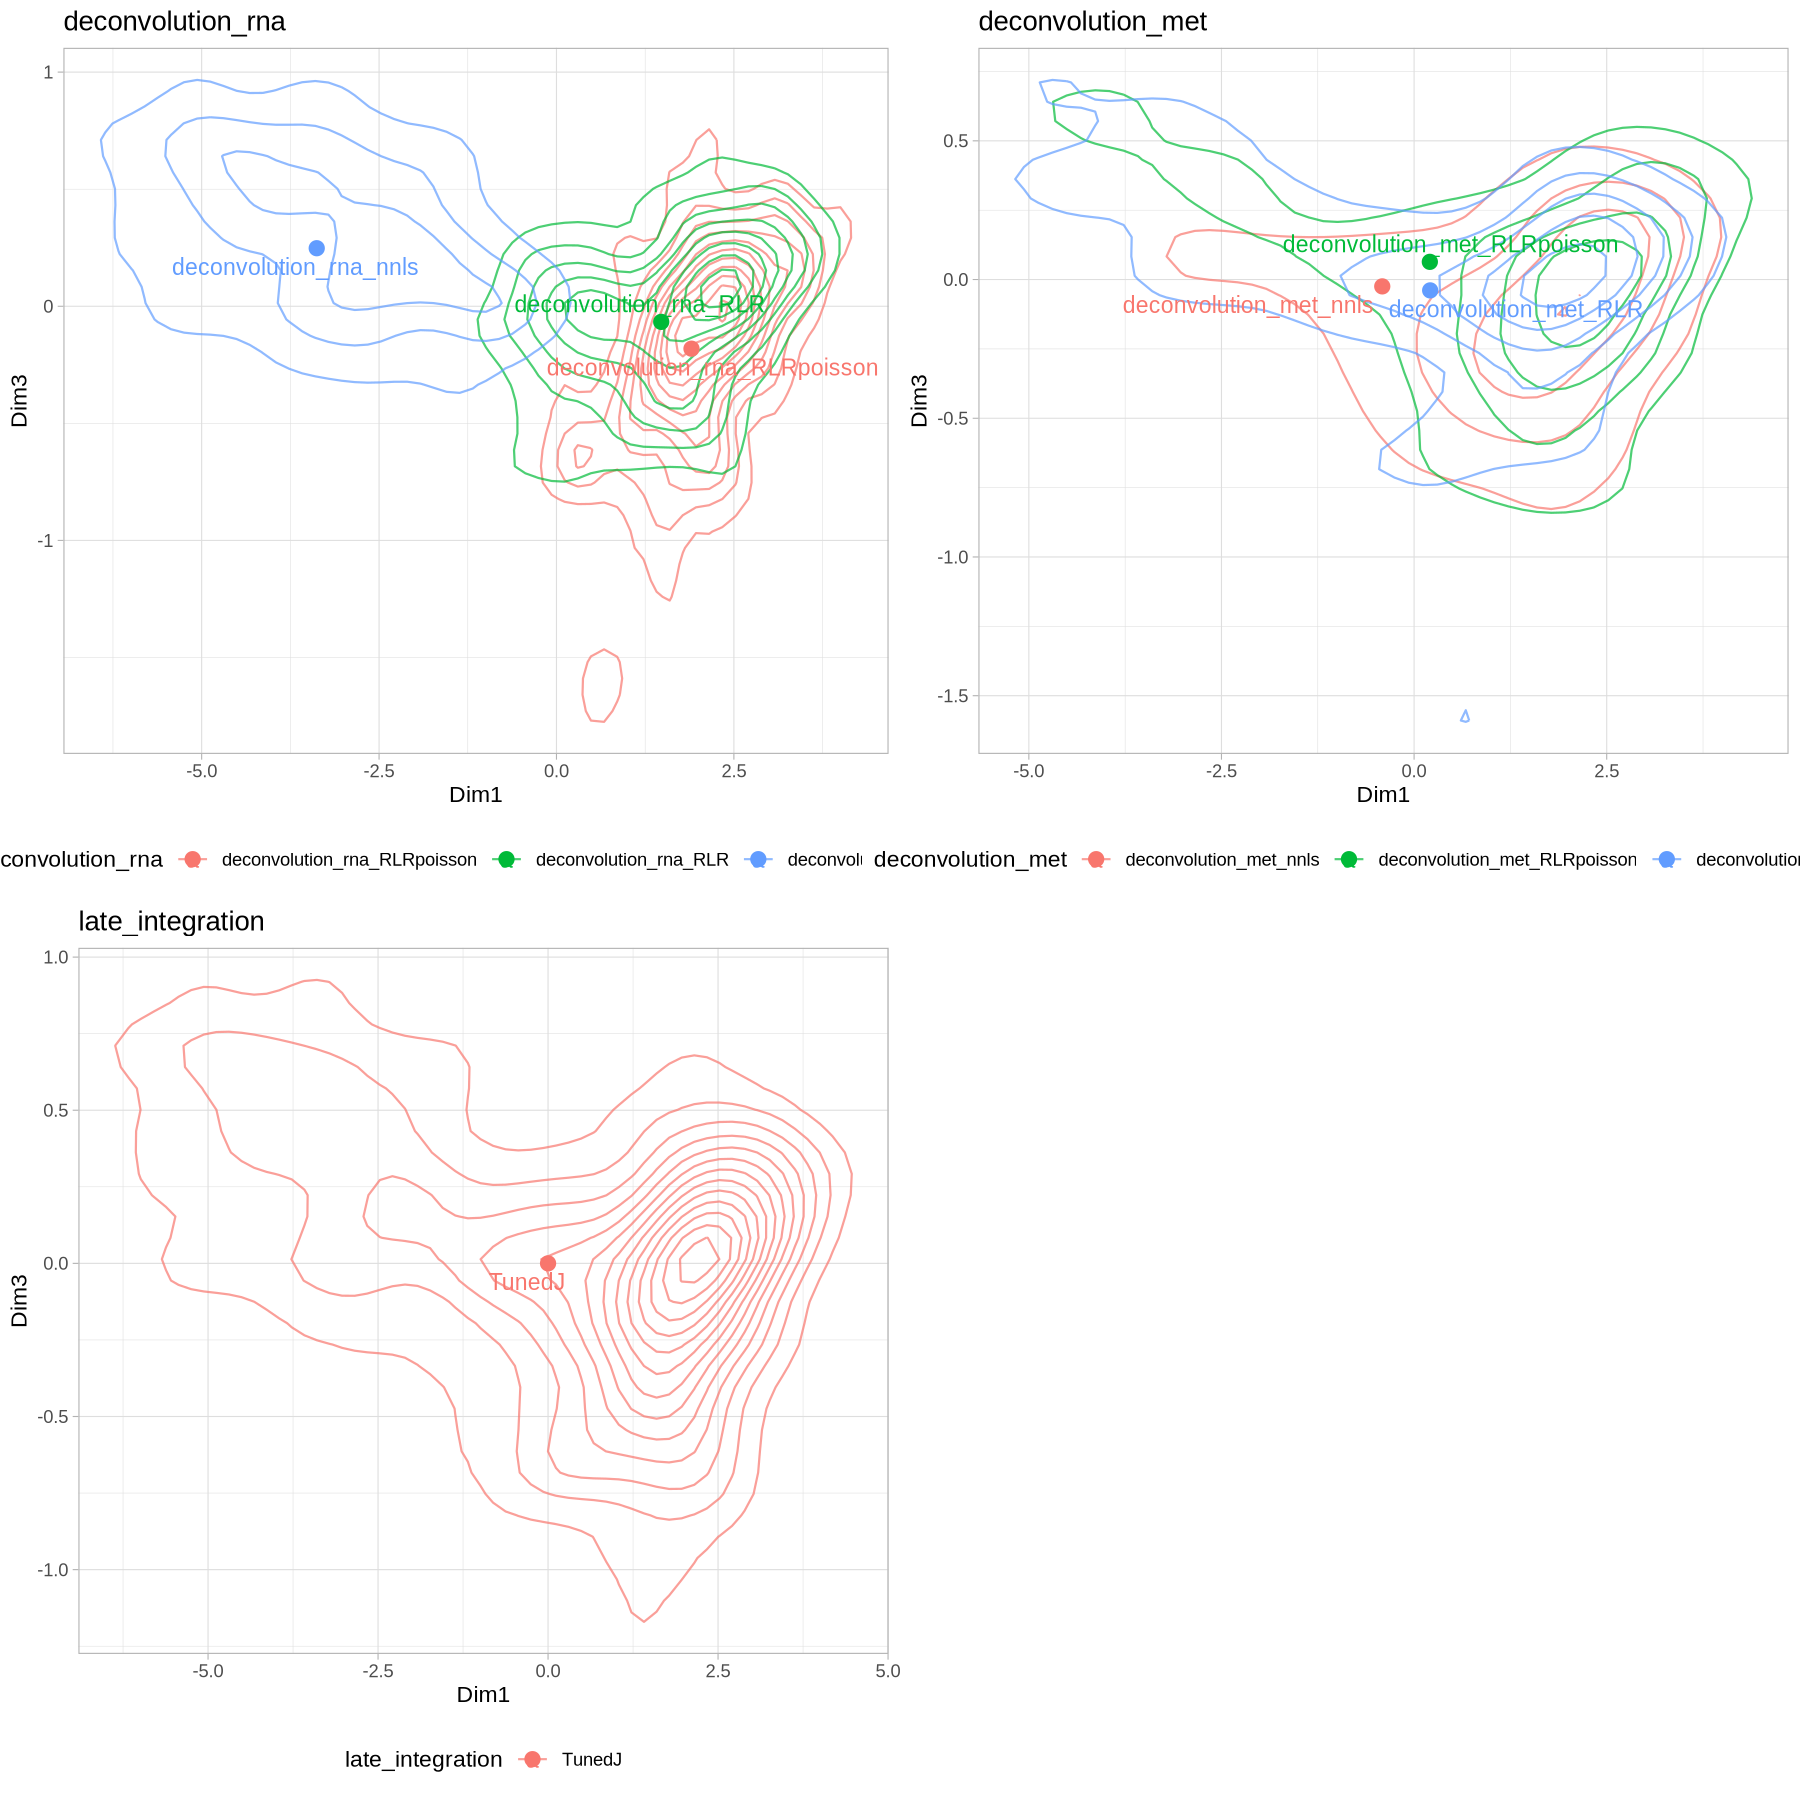 deconvolution_rna
1
0
-1
Dim3
deconvolution_rna_nnls
deconvolution_rna_RLR
deconvolution_rna_RLRpoisson
-5.0
-2.5
0.0
2.5
Dim1
convolution_rna
deconvolution_rna_RLRpoisson
deconvolution_rna_RLR
deconvol
deconvolution_met
0.5
0.0
-0.5
-1.0
-1.5
Dim3
deconvolution_met_RLRpoisson
deconvolution_met_nnls
deconvolution_met_RLR
-5.0
-2.5
0.0
2.5
Dim1
deconvolution_met
deconvolution_met_nnls
deconvolution_met_RLRpoisson
deconvolution
late_integration
1.0
0.5
0.0
-0.5
-1.0
Dim3
TunedJ
-5.0
-2.5
0.0
2.5
5.0
Dim1
late_integration
TunedJ